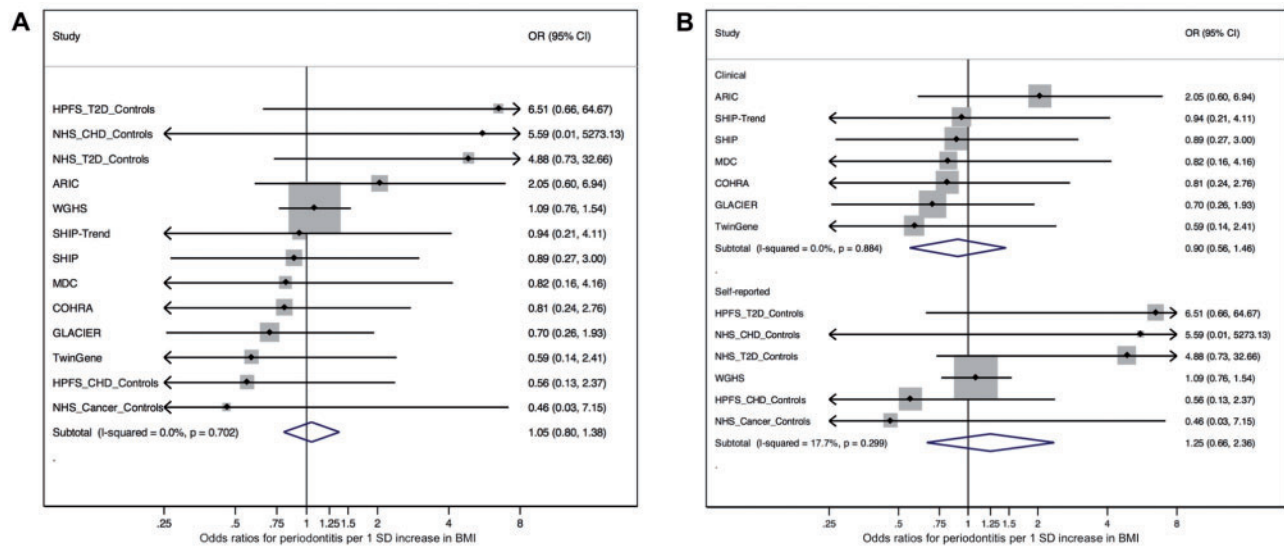 A
Study OR (95% CI)
HPFS_T2D_Controls 6.51 (0.66, 64.67)
NHS_CHD_Controls 5.59 (0.01, 5273.13)
NHS_T2D_Controls 4.88 (0.73, 32.66)
ARIC 2.05 (0.60, 6.94)
WGHS 1.09 (0.76, 1.54)
SHIP-Trend 0.94 (0.21, 4.11)
SHIP 0.89 (0.27, 3.00)
MDC 0.82 (0.16, 4.16)
COHRA 0.81 (0.24, 2.76)
GLACIER 0.70 (0.26, 1.93)
TwinGene 0.59 (0.14, 2.41)
HPFS_CHD_Controls 0.56 (0.13, 2.37)
NHS_Cancer_Controls 0.46 (0.03, 7.15)
Subtotal (I-squared = 0.0%, p = 0.702) 1.05 (0.80, 1.38)
.
.25 .5 .75 1 1.25 1.5 2 4 8
Odds ratios for periodontitis per 1 SD increase in BMI
B
Study OR (95% CI)
Clinical
ARIC 2.05 (0.60, 6.94)
SHIP-Trend 0.94 (0.21, 4.11)
SHIP 0.89 (0.27, 3.00)
MDC 0.82 (0.16, 4.16)
COHRA 0.81 (0.24, 2.76)
GLACIER 0.70 (0.26, 1.93)
TwinGene 0.59 (0.14, 2.41)
Subtotal (I-squared = 0.0%, p = 0.884) 0.90 (0.56, 1.46)
.
Self-reported
HPFS_T2D_Controls 6.51 (0.66, 64.67)
NHS_CHD_Controls 5.59 (0.01, 5273.13)
NHS_T2D_Controls 4.88 (0.73, 32.66)
WGHS 1.09 (0.76, 1.54)
HPFS_CHD_Controls 0.56 (0.13, 2.37)
NHS_Cancer_Controls 0.46 (0.03, 7.15)
Subtotal (I-squared = 17.7%, p = 0.299) 1.25 (0.66, 2.36)
.
.25 .5 .75 1 1.25 1.5 2 4 8
Odds ratios for periodontitis per 1 SD increase in BMI